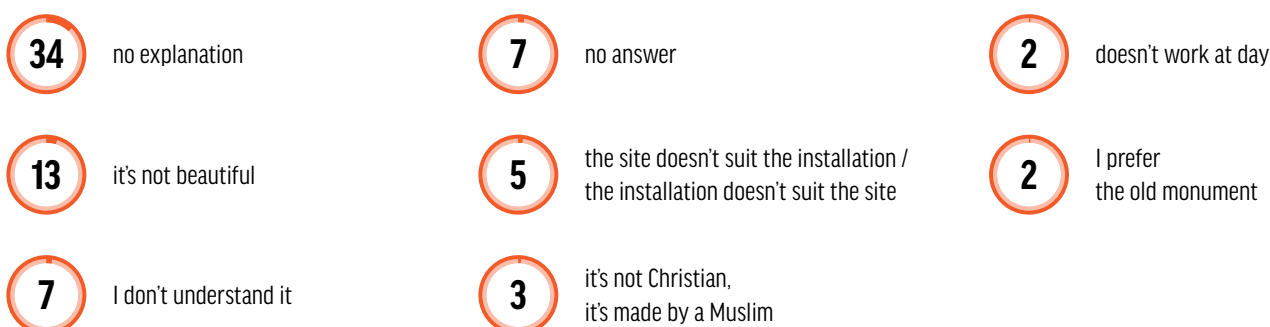 34
no explanation
13
it's not beautiful
7
I don't understand it
7
no answer
5
the site doesn't suit the installation /
the installation doesn't suit the site
3
it's not Christian,
it's made by a Muslim
2
doesn't work at day
2
I prefer
the old monument